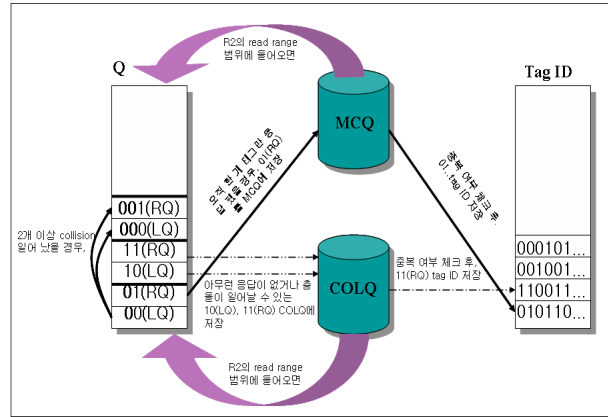 R2의 read range
범위에 들어오면
Q
Tag ID
MCQ
오직 한 개 태그만 응
답 했을 경우, 01(RQ)
를 MCQ에 저장
중복 여부 체크 후,
01...tag ID 저장
001(RQ)
000(LQ)
11(RQ)
10(LQ)
01(RQ)
00(LQ)
2개 이상 collision
일어 났을 경우,
COLQ
아무런 응답이 없거나 충
돌이 일어날 수 있는
10(LQ), 11(RQ) COLQ에
저장
중복 여부 체크 후,
11(RQ) tag ID 저장
000101...
001001...
110011...
010110...
R2의 read range
범위에 들어오면